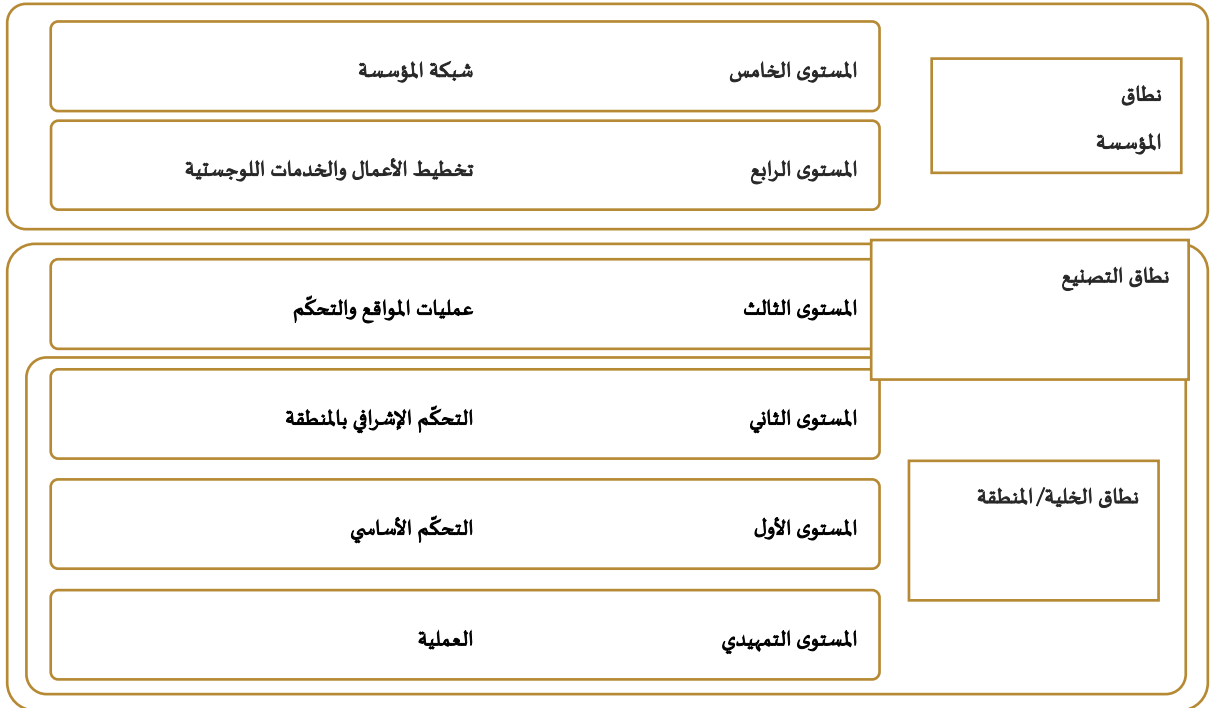 نطاق
المؤسسة
المستوى الخامس
شبكة المؤسسة
المستوى الرابع
تخطيط الأعمال والخدمات اللوجستية
نطاق التصنيع
المستوى الثالث
عمليات المواقع والتحكّم
المستوى الثاني
التحكّم الإشرافي بالمنطقة
نطاق الخلية/ المنطقة
المستوى الأول
التحكّم الأساسي
المستوى التمهيدي
العملية